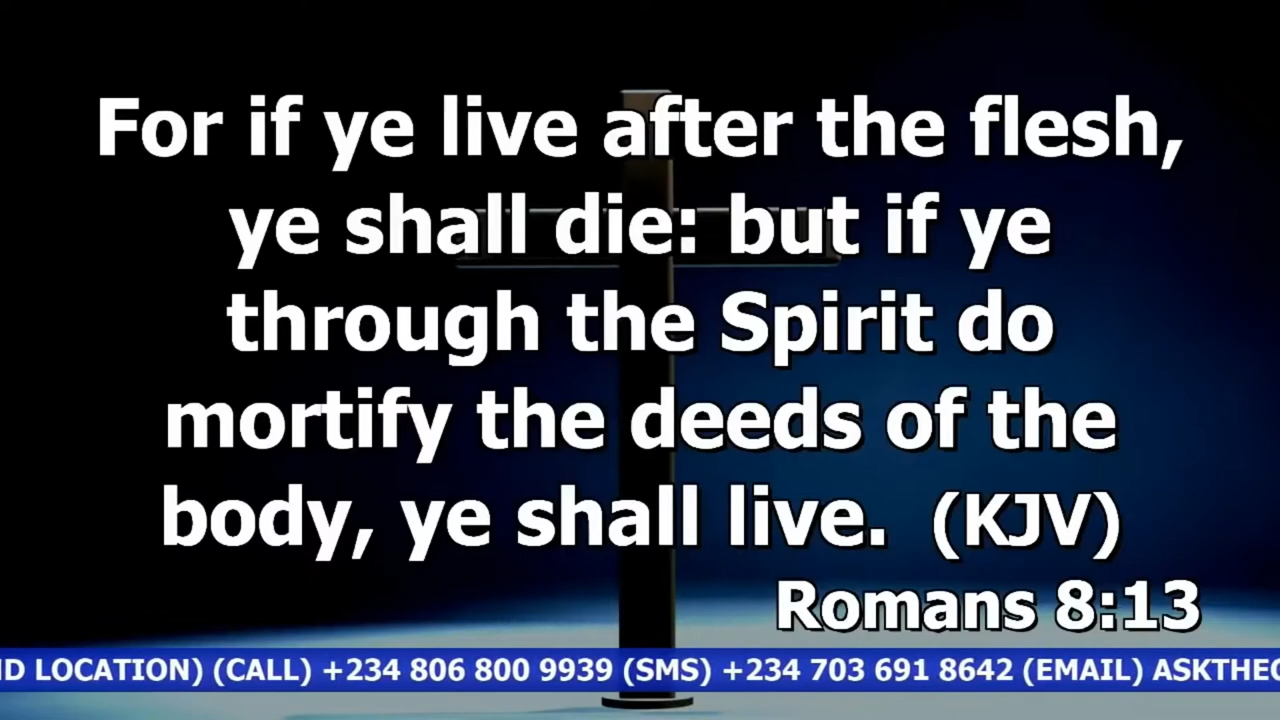 For if ye live after the flesh,
ye shall die: but if ye
through the Spirit do
mortify the deeds of the
body, ye shall live.  (KJV)
Romans 8:13
LOCATION) (CALL) +234 806 800 9939 (SMS) +234 703 691 8642 (EMAIL)